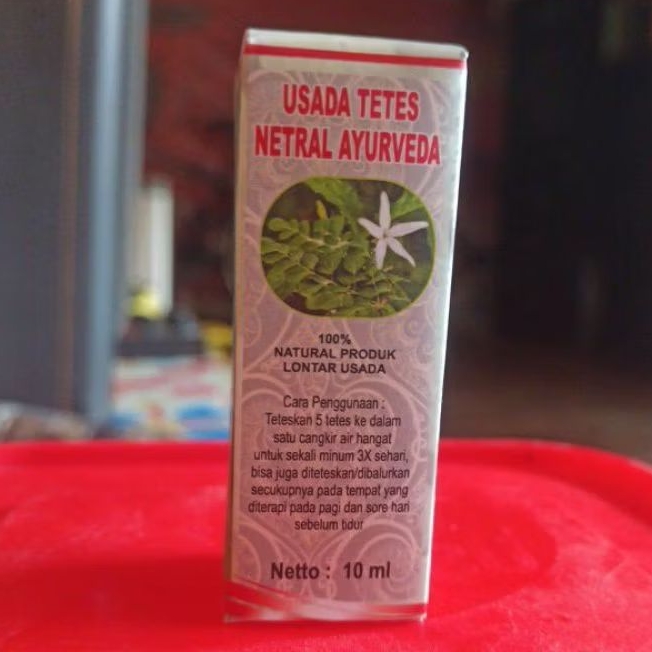 USADA TETES
NETRAL AYURVEDA
100%
NATURAL PRODUK
LONTAR USADA
Cara Penggunaan :
Teteskan 5 tetes ke dalam
satu cangkir air hangat
untuk sekali minum 3X sehari,
bisa juga diteteskan/dibalurkan
secukupnya pada tempat yang
diterapi pada pagi dan sore hari
sebelum tidur
Netto : 10 ml